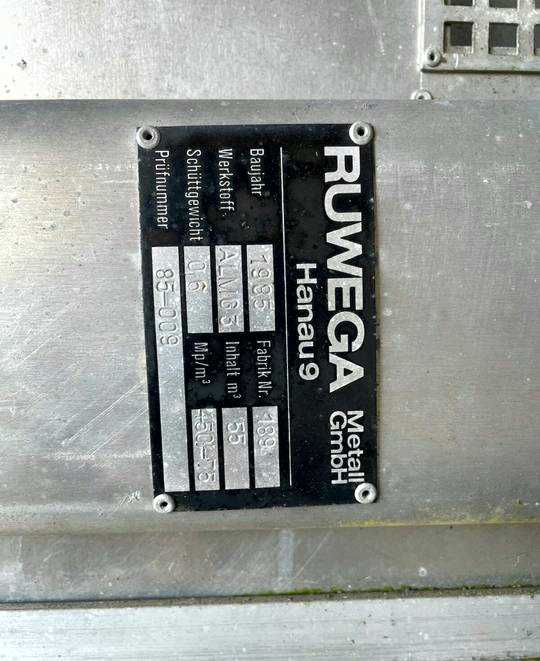 RUWEGA Metall GmbH
Hanau 9
Baujahr 1985 Fabrik Nr. 189
Werkstoff ALMG3 Inhalt m³ 55
Schüttgewicht 0,6 Mp/m³
Prüfnummer 85-009